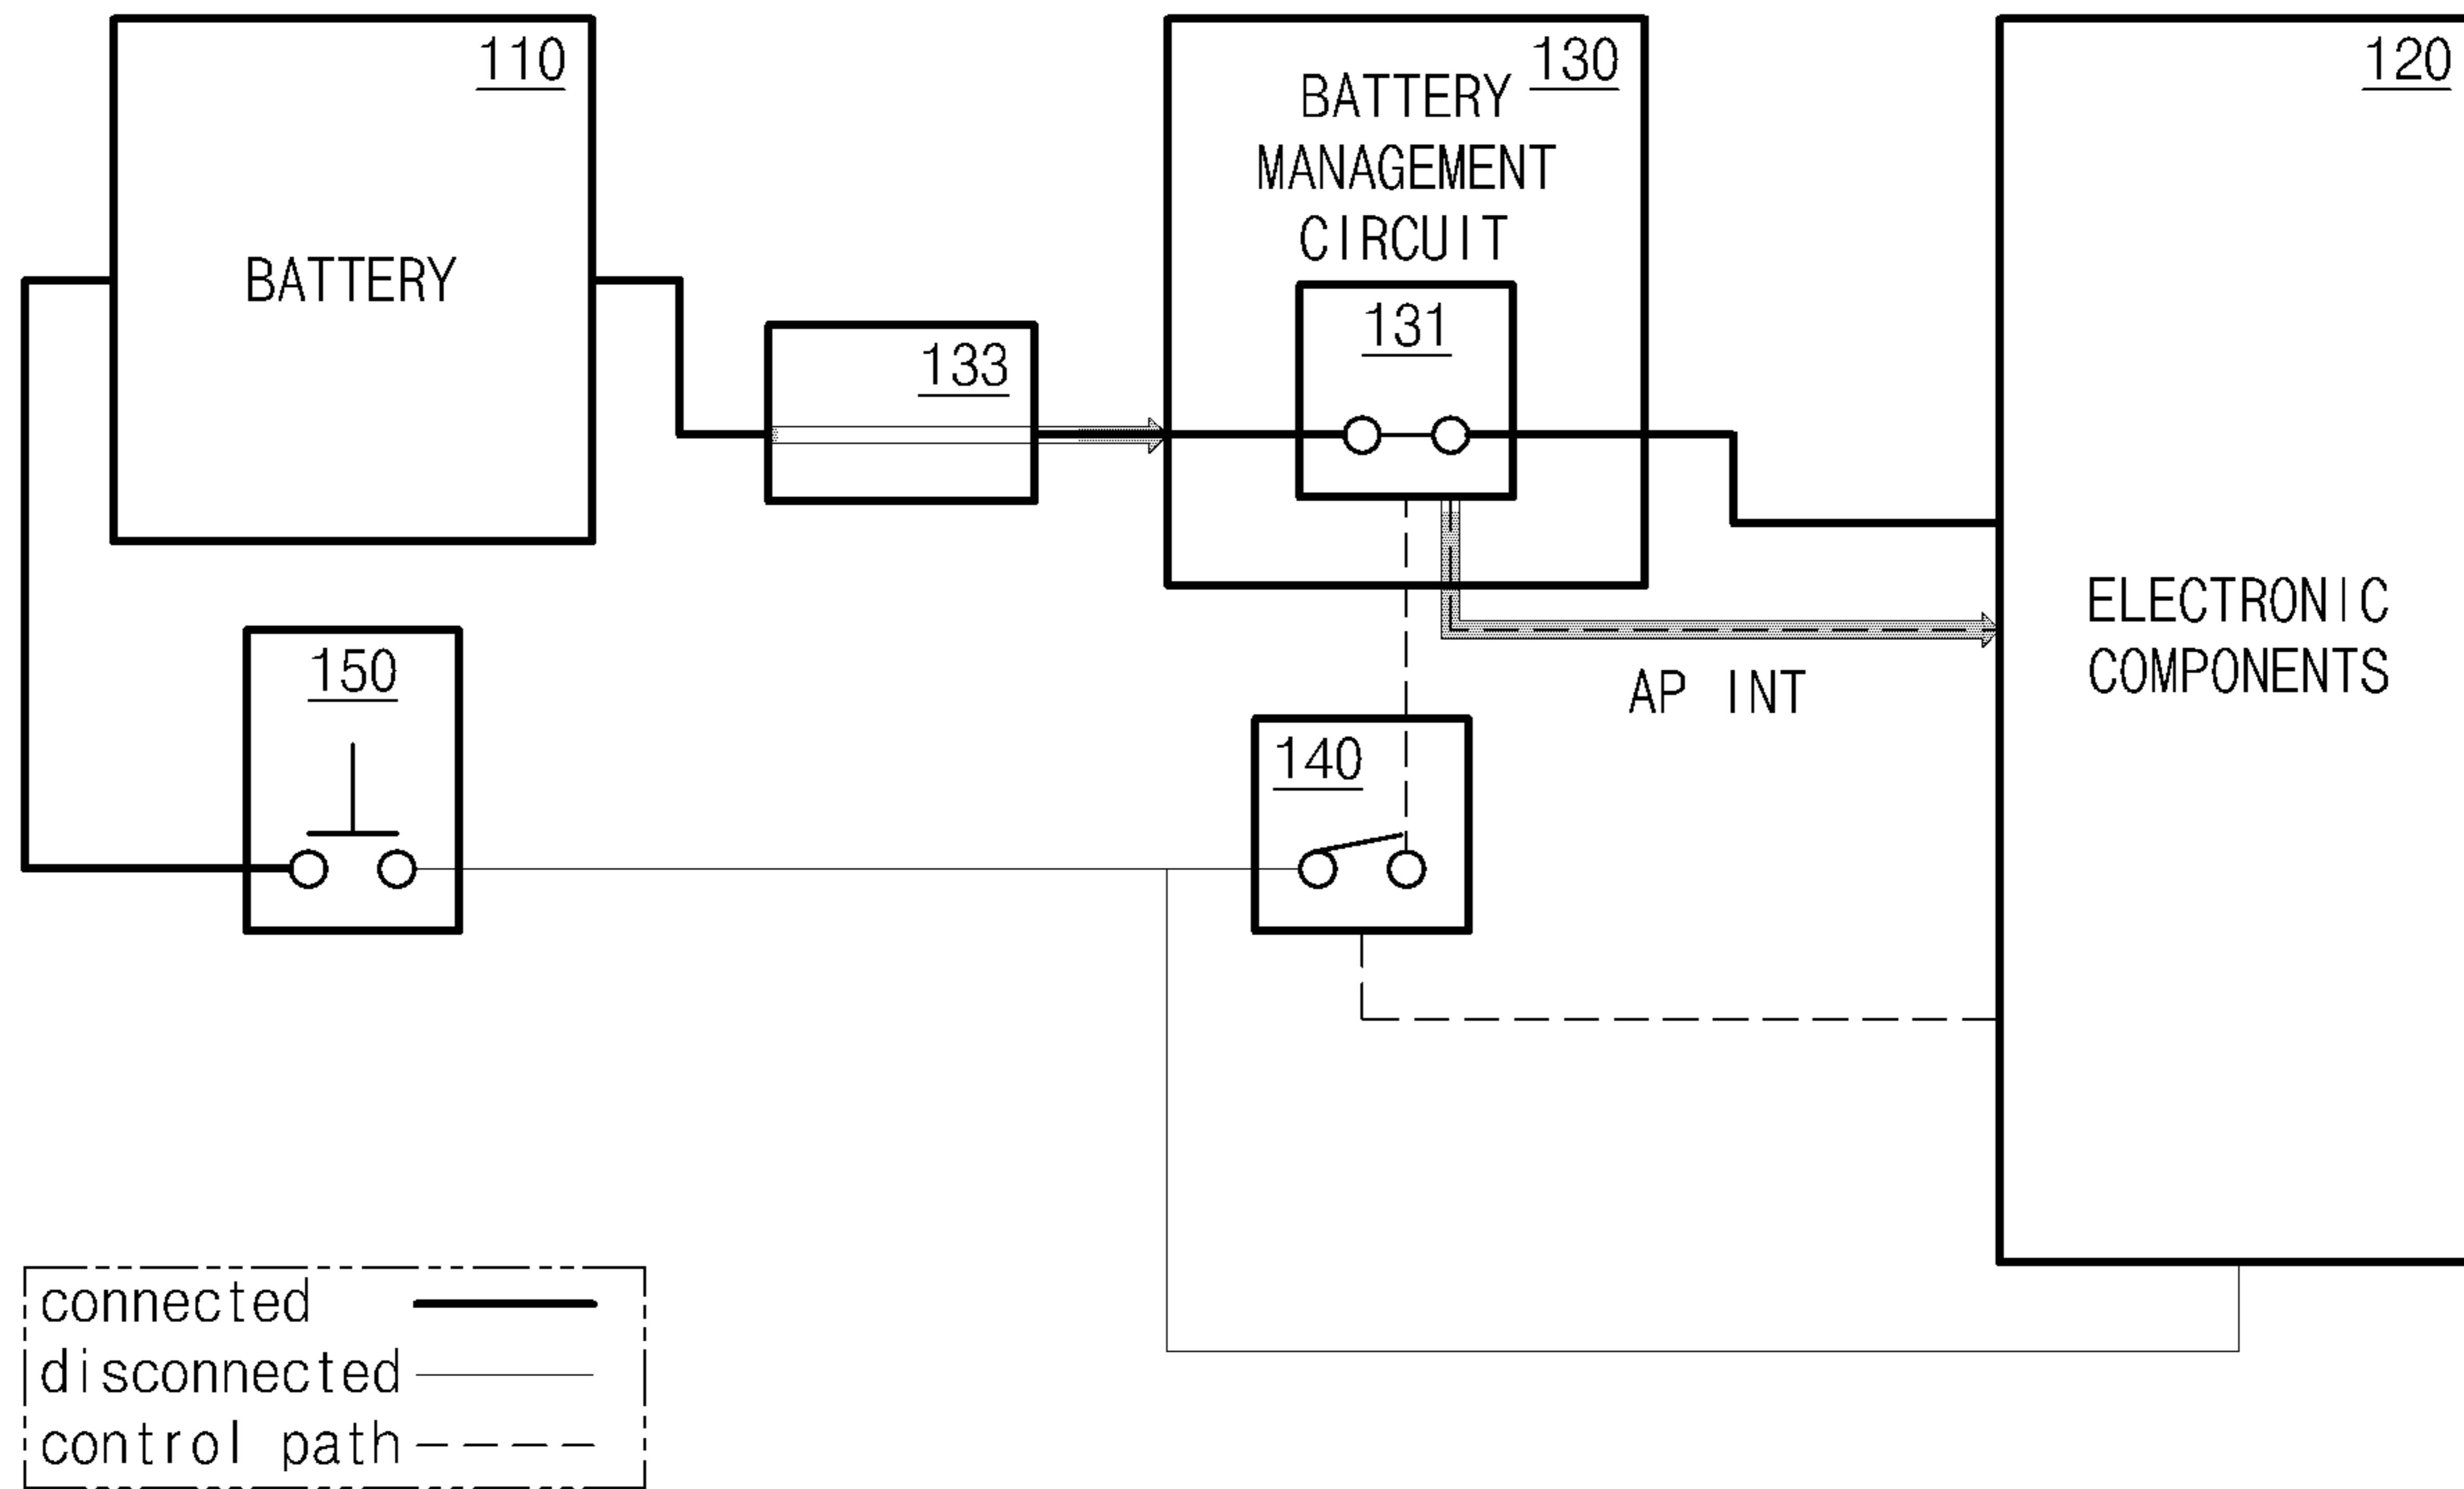 110
BATTERY
133
130
BATTERY
MANAGEMENT
CIRCUIT
131
120
ELECTRONIC
COMPONENTS
AP INT
150
140
connected
disconnected
control path